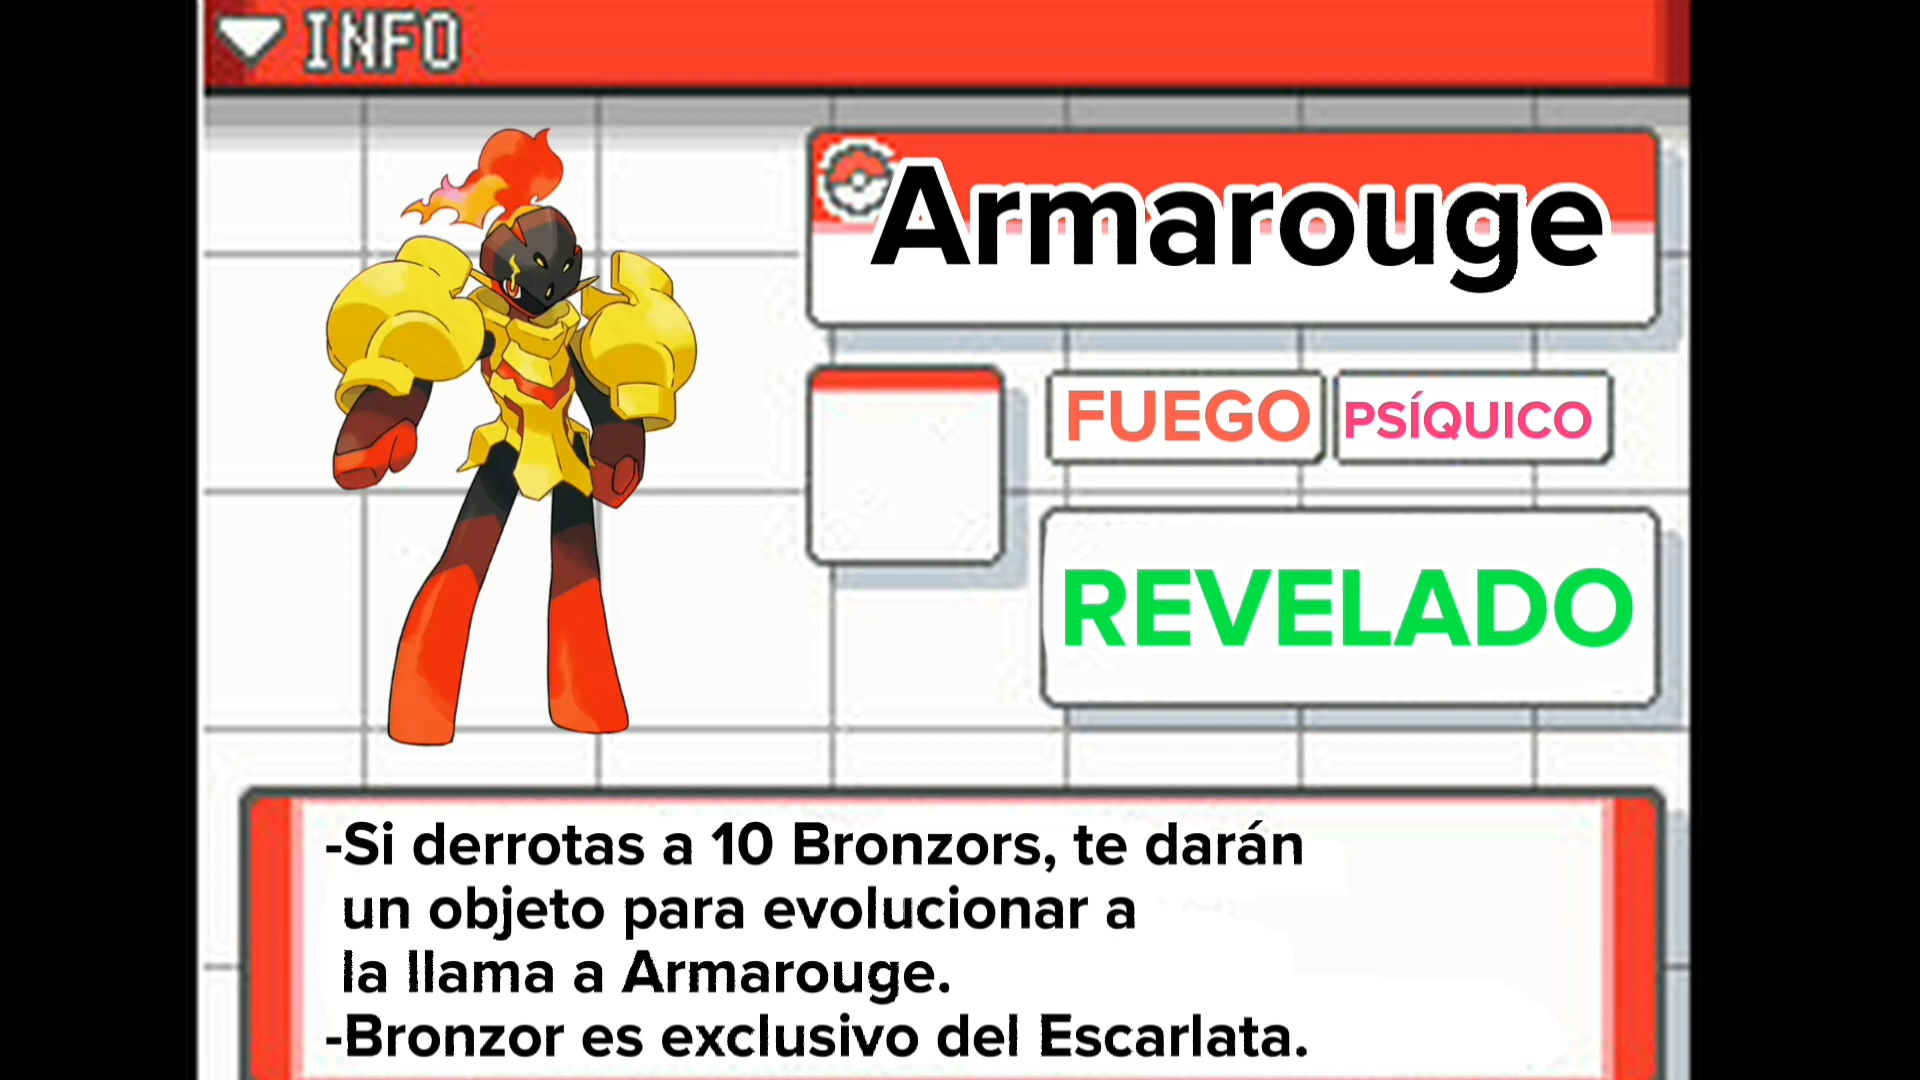 INFO
Armarouge
FUEGO PSÍQUICO
REVELADO
-Si derrotas a 10 Bronzors, te darán
un objeto para evolucionar a
la llama a Armarouge.
-Bronzor es exclusivo del Escarlata.